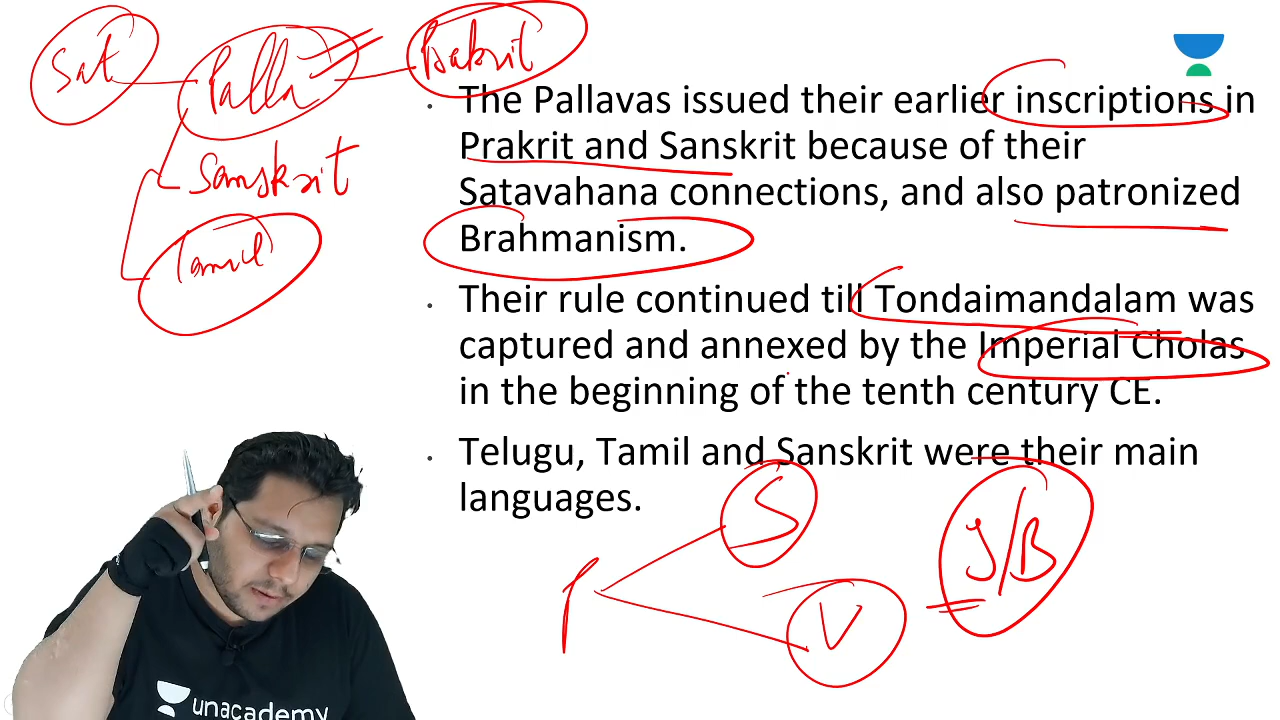 Sat
Palla
Prakrit
Sanskrit
Tamil
• The Pallavas issued their earlier inscriptions in
Prakrit and Sanskrit because of their
Satavahana connections, and also patronized
Brahmanism.
• Their rule continued till Tondaimandalam was
captured and annexed by the Imperial Cholas
in the beginning of the tenth century CE.
• Telugu, Tamil and Sanskrit were their main
languages.
S
J/B
P
V
unacademy